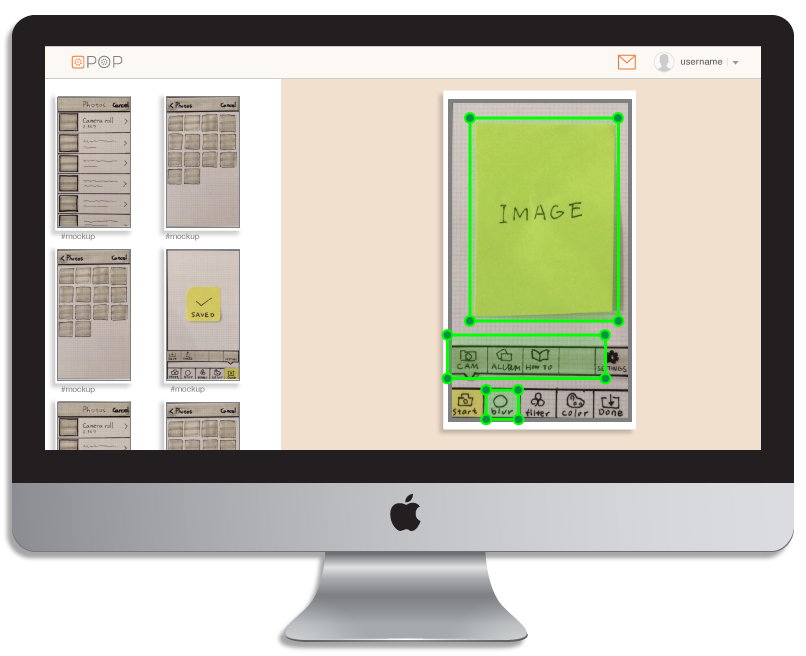 POP
username
Photos Cancel
Camera roll
Photos Cancel
#mockup
#mockup
Photos Cancel
SAVED
#mockup
#mockup
Photos Cancel
Camera roll
Photos Cancel
IMAGE
CAM ALBUM HOW TO SETTINGS
Start blur filter color Done